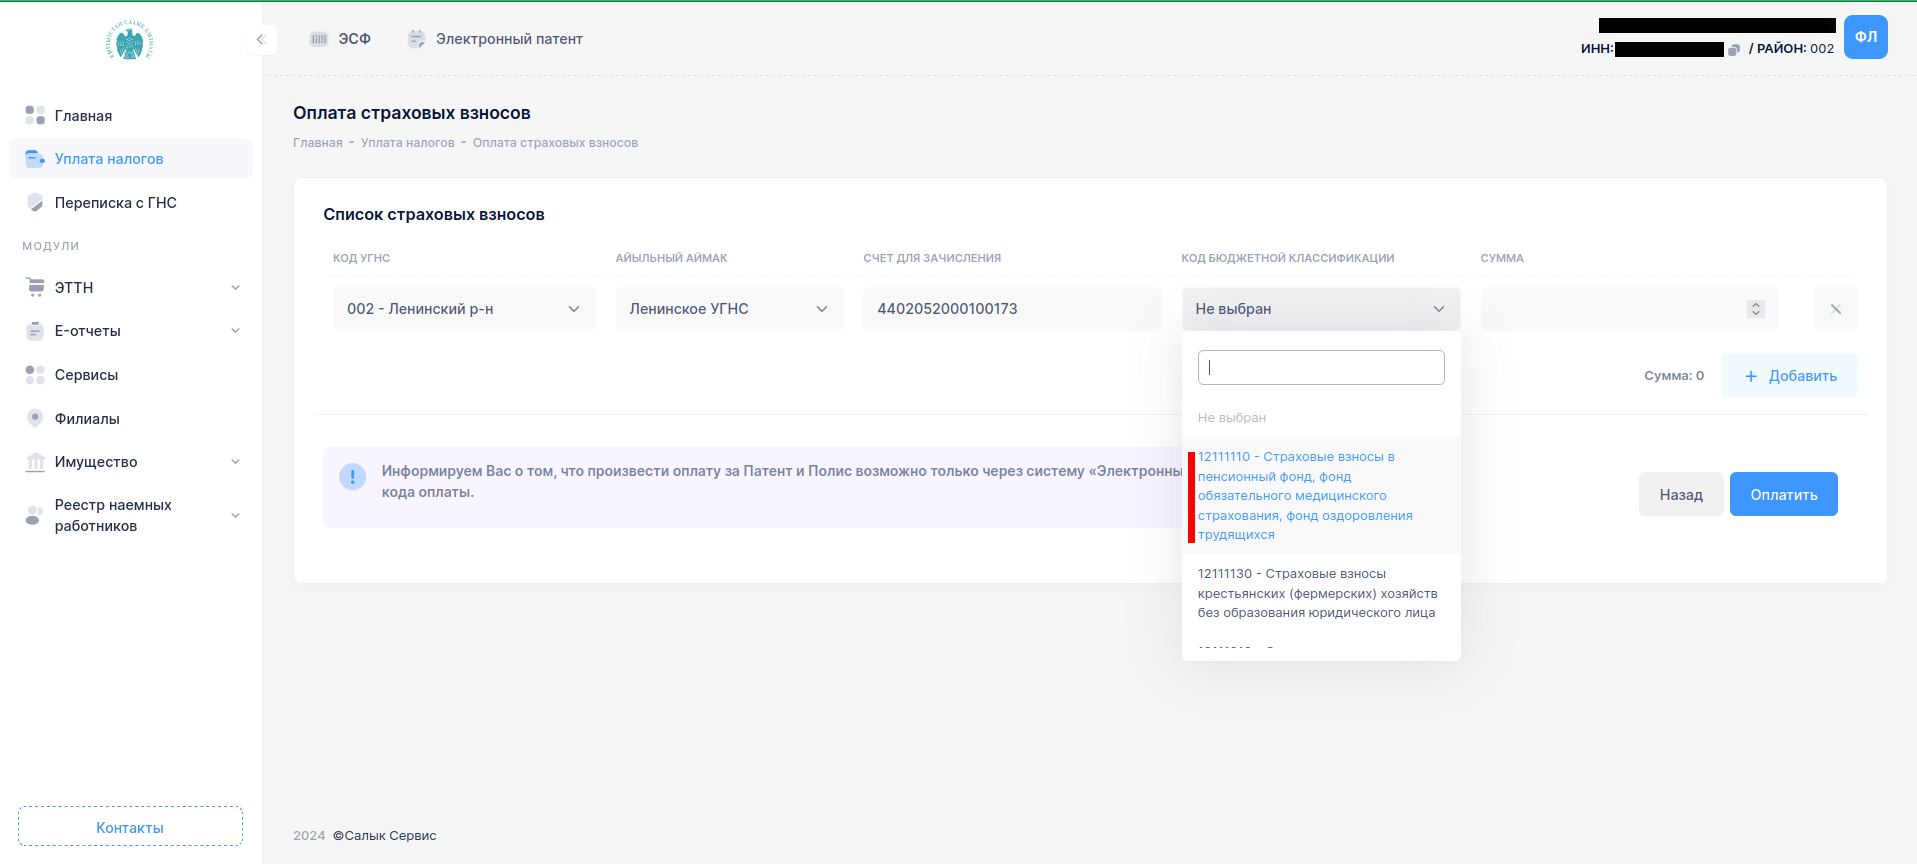 КЫРГЫЗСТАН САЛЫК КЫЗМАТЫ
ЭСФ
Электронный патент
ИНН:
/ РАЙОН: 002
ФЛ
Главная
Уплата налогов
Переписка с ГНС
МОДУЛИ
ЭТТН
Е-отчеты
Сервисы
Филиалы
Имущество
Реестр наемных
работников
Контакты
Оплата страховых взносов
Главная - Уплата налогов - Оплата страховых взносов
Список страховых взносов
КОД УГНС АЙЫЛЬНЫЙ АЙМАК СЧЕТ ДЛЯ ЗАЧИСЛЕНИЯ КОД БЮДЖЕТНОЙ КЛАССИФИКАЦИИ СУММА
002 - Ленинский р-н Ленинское УГНС 4402052000100173 Не выбран
Не выбран
12111110 - Страховые взносы в
пенсионный фонд, фонд
обязательного медицинского
страхования, фонд оздоровления
трудящихся
12111130 - Страховые взносы
крестьянских (фермерских) хозяйств
без образования юридического лица
Сумма: 0
+ Добавить
Информируем Вас о том, что произвести оплату за Патент и Полис возможно только через систему «Электронны
кода оплаты.
Назад
Оплатить
2024 ©Салык Сервис